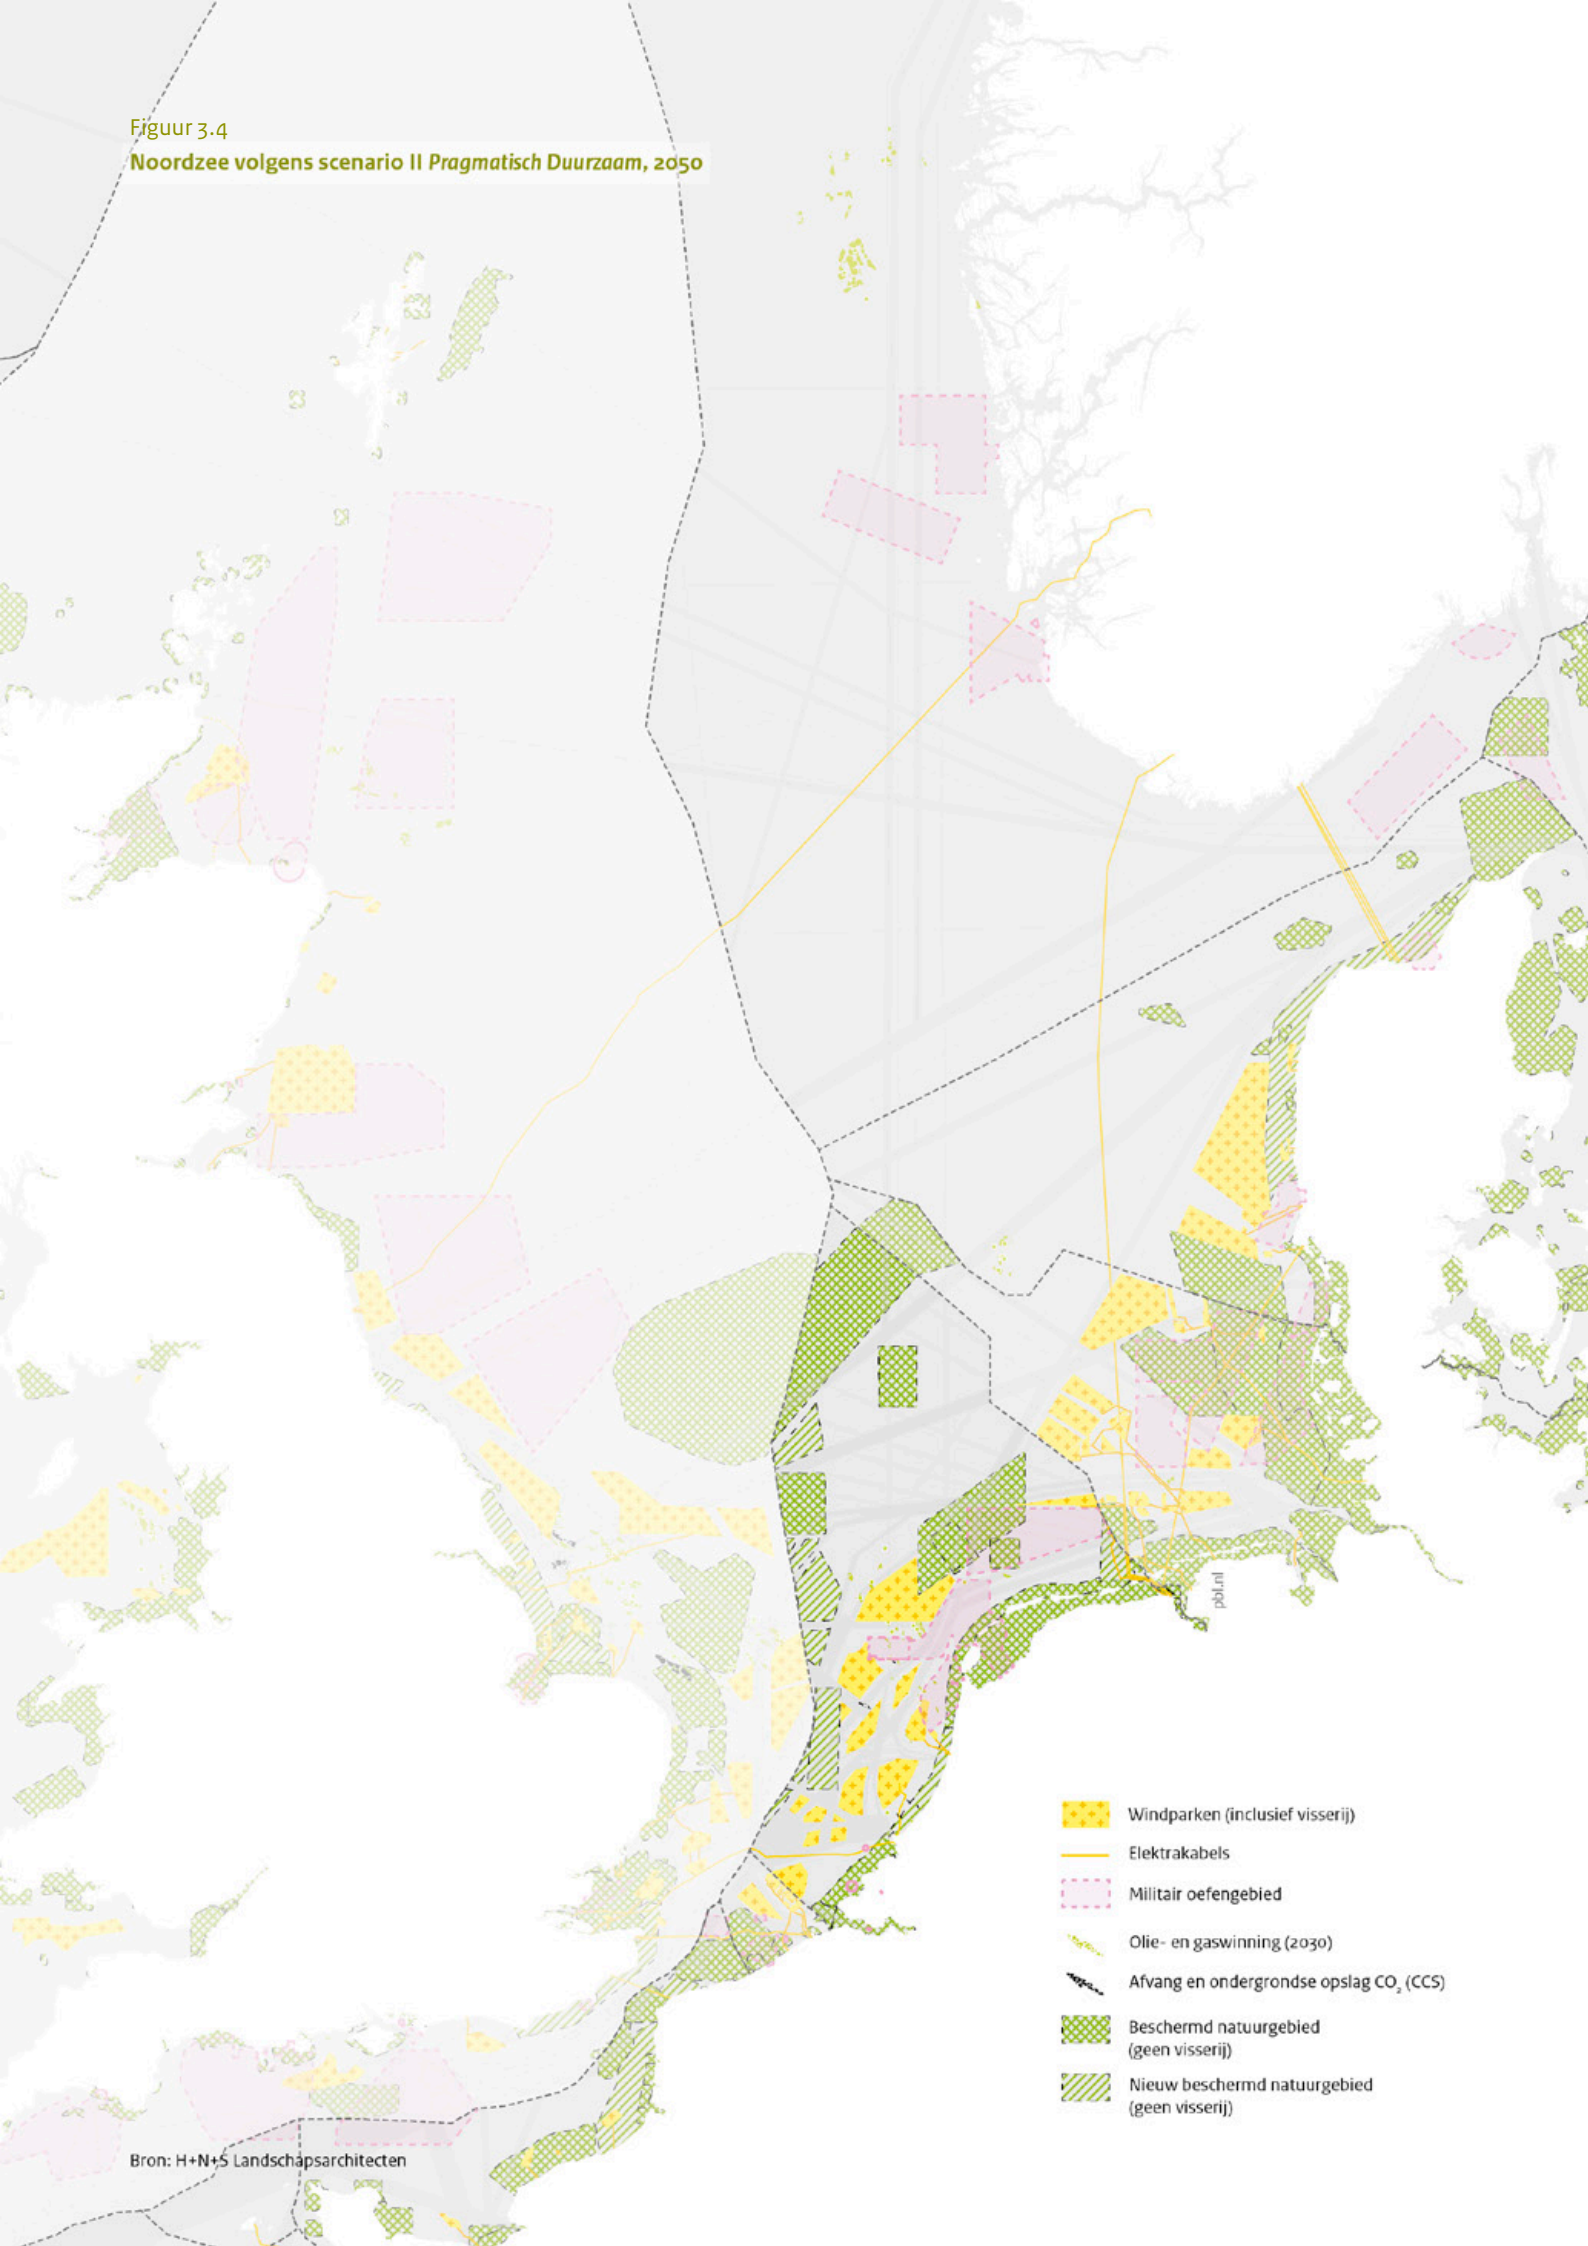 Figuur 3.4
Noordzee volgens scenario II Pragmatisch Duurzaam, 2050
pbl.nl
Windparken (inclusief visserij)
Elektrakabels
Militair oefengebied
Olie- en gaswinning (2030)
Afvang en ondergrondse opslag CO₂ (CCS)
Beschermd natuurgebied
(geen visserij)
Nieuw beschermd natuurgebied
(geen visserij)
Bron: H+N+S Landschapsarchitecten